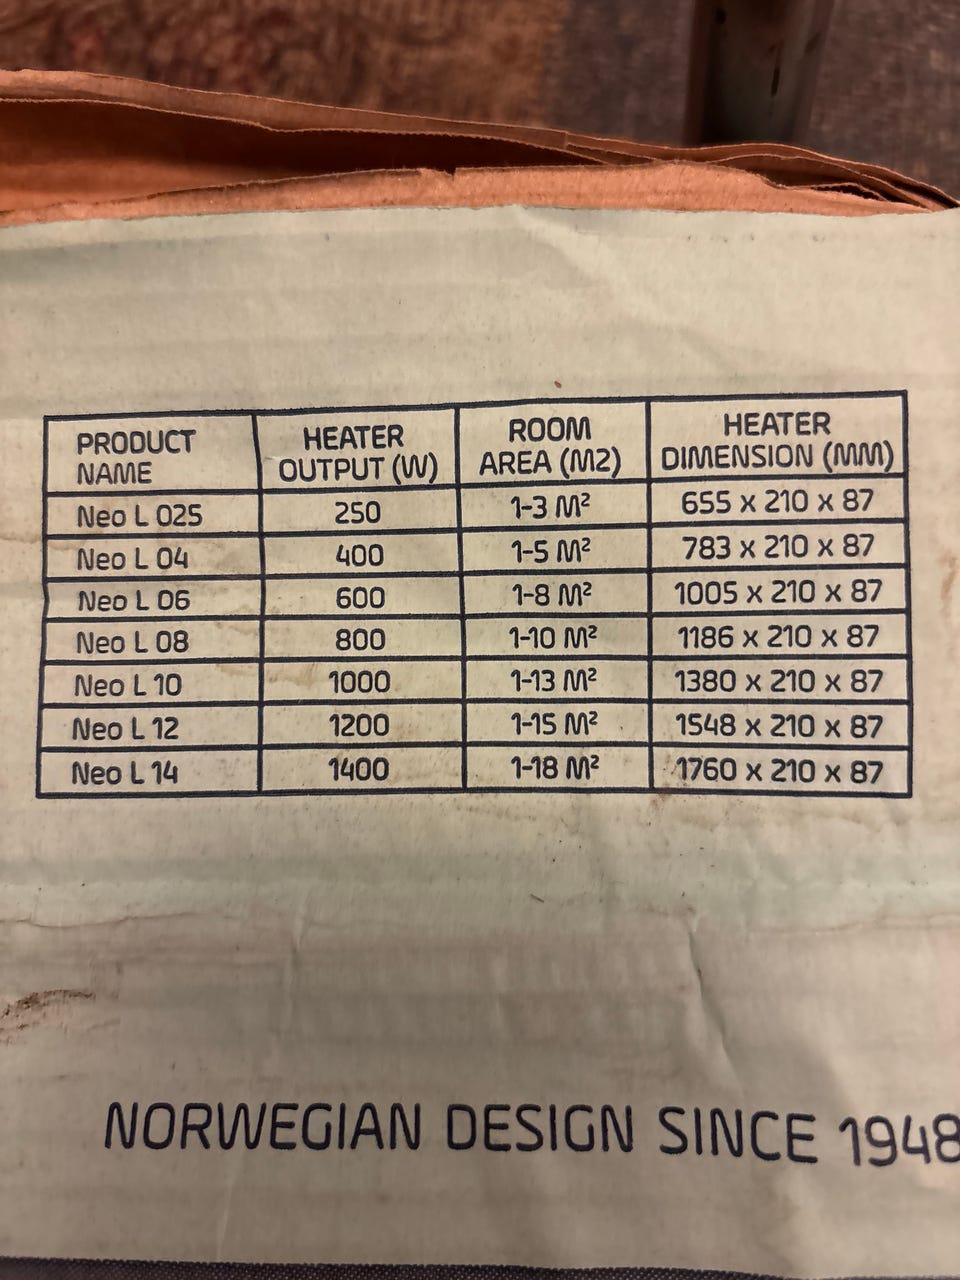 PRODUCT NAME HEATER OUTPUT (W) ROOM AREA (M2) HEATER DIMENSION (MM)
Neo L 025 250 1-3 M² 655 x 210 x 87
Neo L 04 400 1-5 M² 783 x 210 x 87
Neo L 06 600 1-8 M² 1005 x 210 x 87
Neo L 08 800 1-10 M² 1186 x 210 x 87
Neo L 10 1000 1-13 M² 1380 x 210 x 87
Neo L 12 1200 1-15 M² 1548 x 210 x 87
Neo L 14 1400 1-18 M² 1760 x 210 x 87
NORWEGIAN DESIGN SINCE 1948